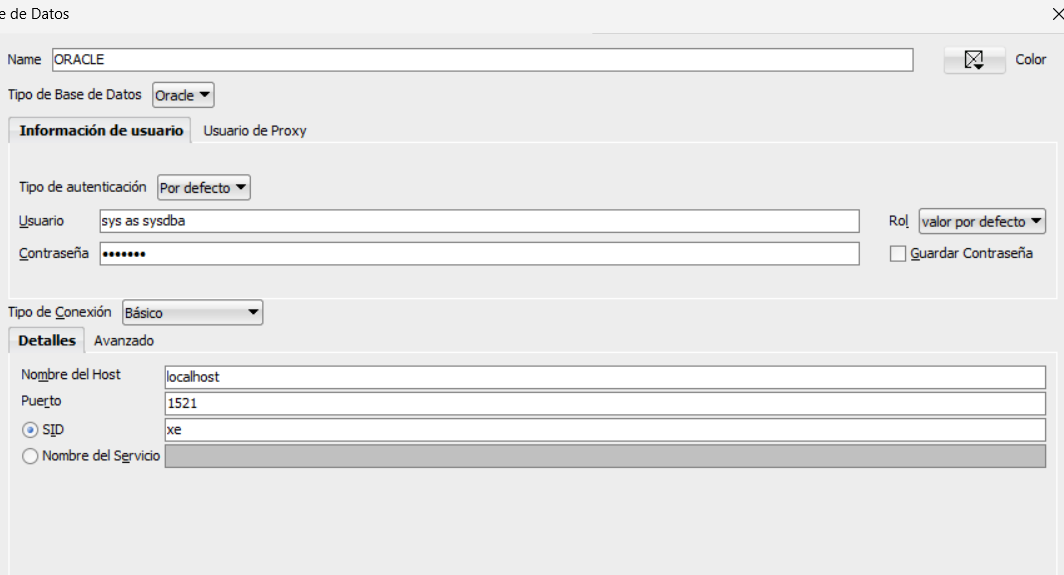 e de Datos
Name ORACLE Color
Tipo de Base de Datos Oracle
Información de usuario Usuario de Proxy
Tipo de autenticación Por defecto
Usuario sys as sysdba Rol valor por defecto
Contraseña ••••••• Guardar Contraseña
Tipo de Conexión Básico
Detalles Avanzado
Nombre del Host localhost
Puerto 1521
SID xe
Nombre del Servicio